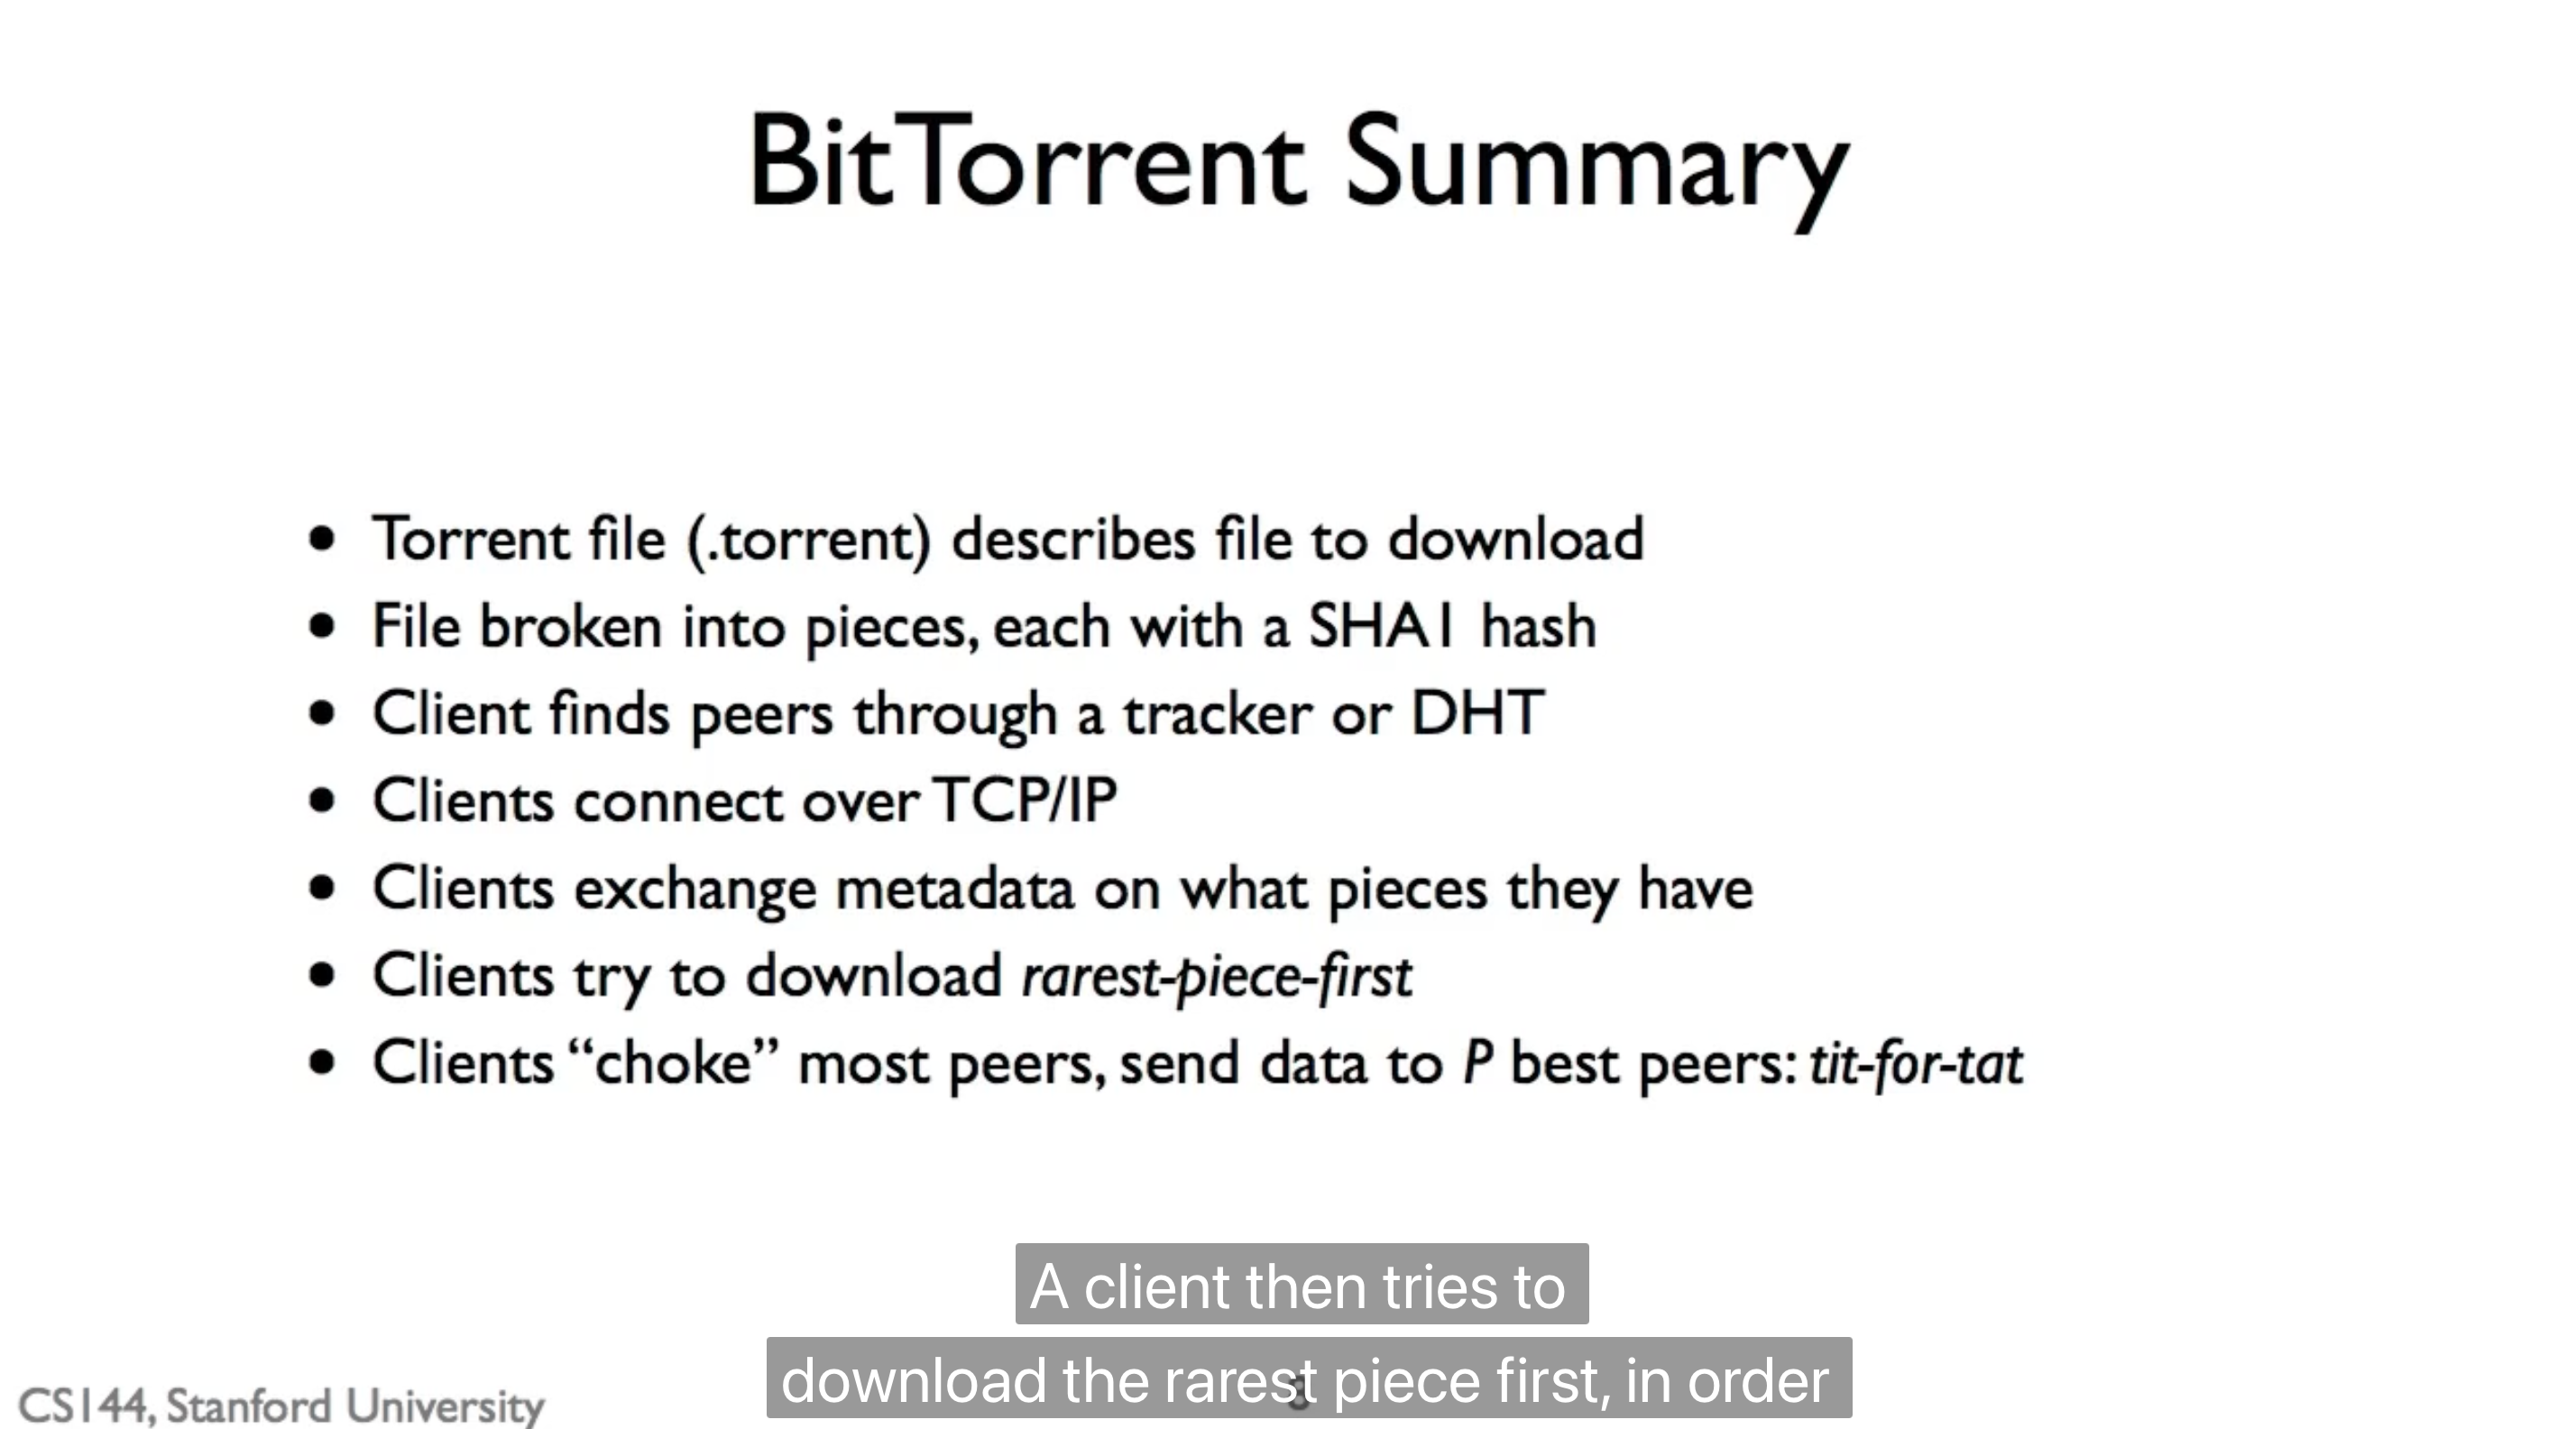 BitTorrent Summary
• Torrent file (.torrent) describes file to download
• File broken into pieces, each with a SHA1 hash
• Client finds peers through a tracker or DHT
• Clients connect over TCP/IP
• Clients exchange metadata on what pieces they have
• Clients try to download rarest-piece-first
• Clients “choke” most peers, send data to P best peers: tit-for-tat
A client then tries to
download the rarest piece first, in order
CS144, Stanford University